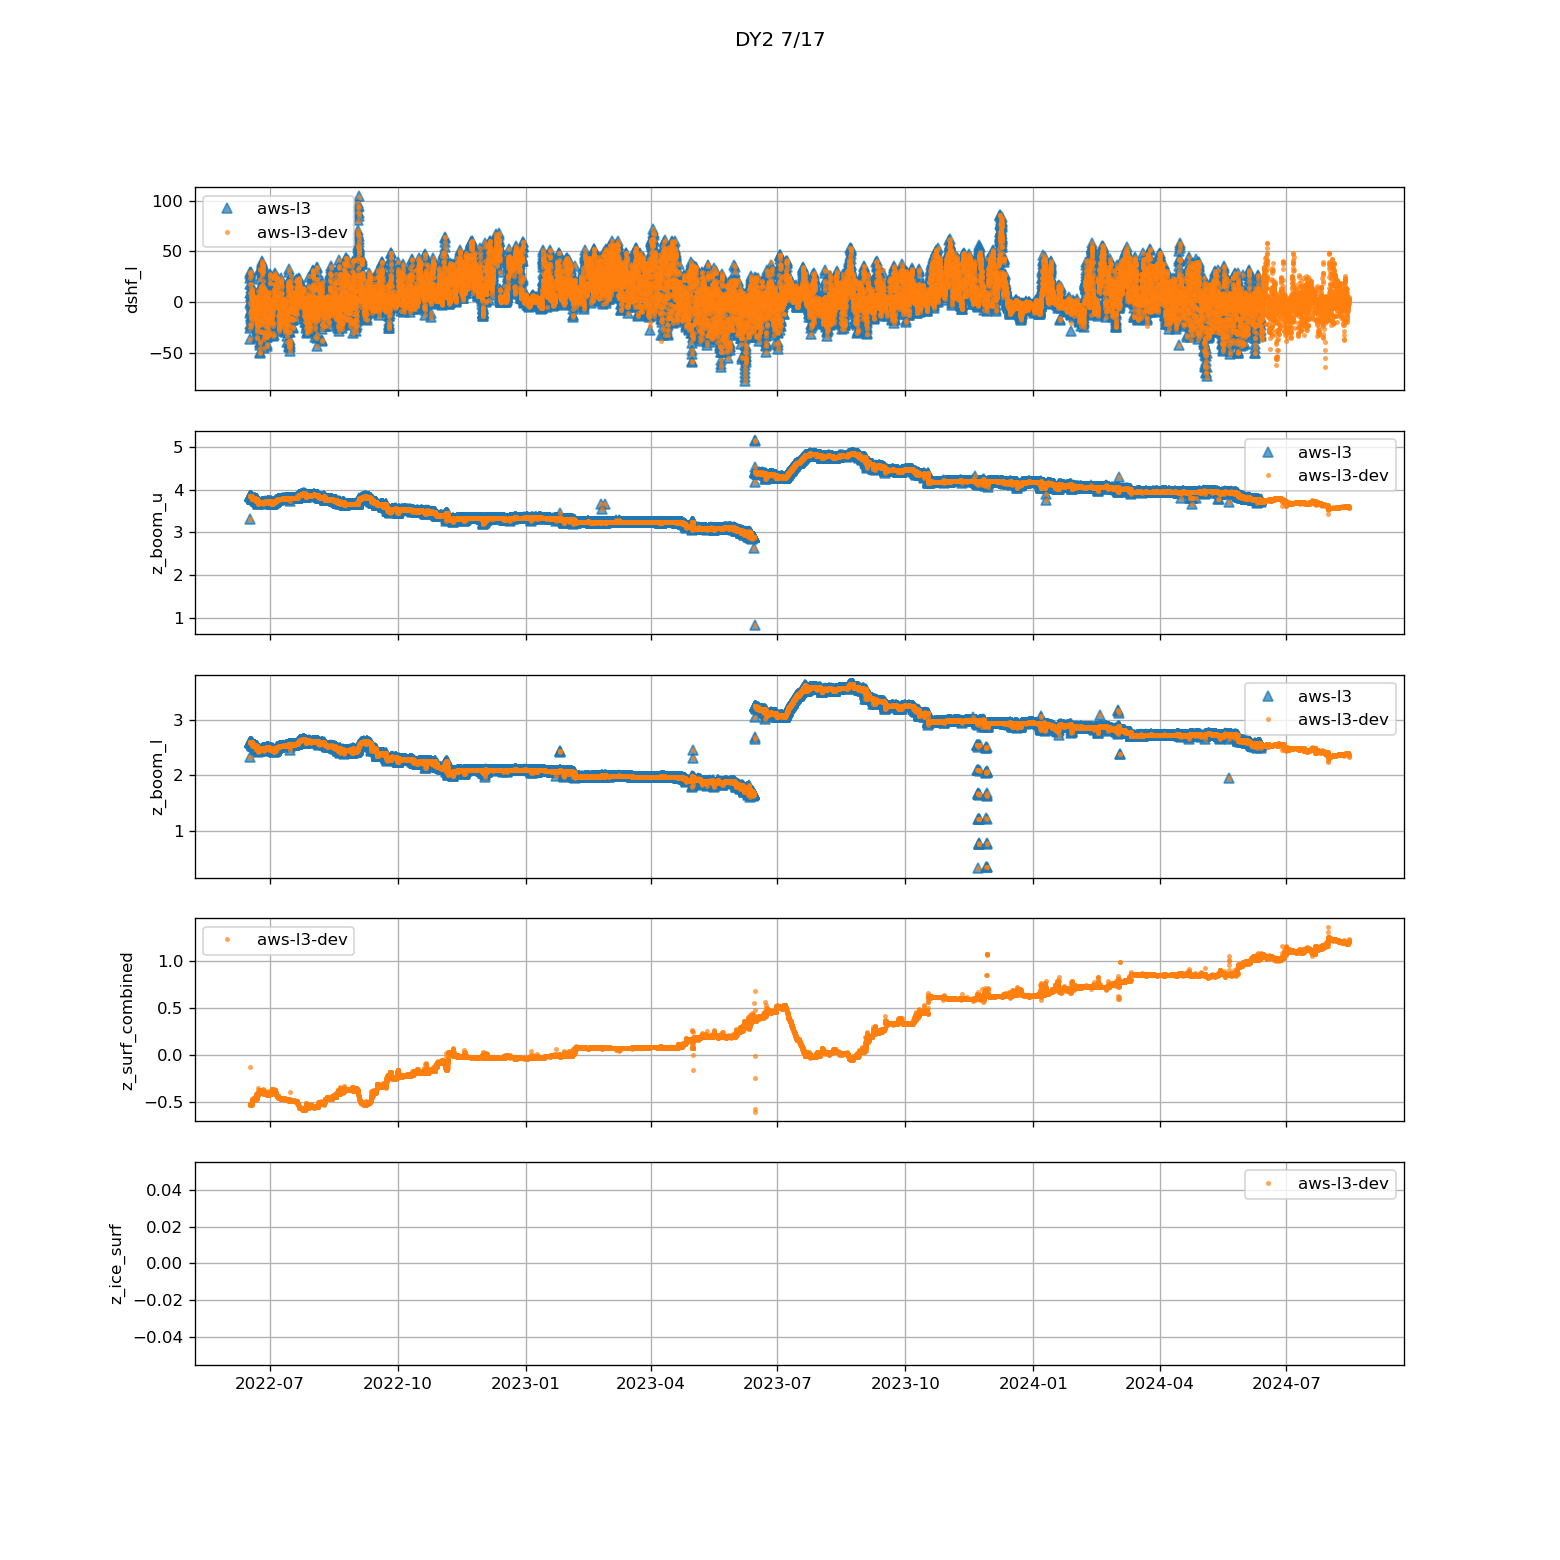 DY2 7/17
dshf_l
100
50
0
−50
aws-l3
aws-l3-dev
z_boom_u
5
4
3
2
1
aws-l3
aws-l3-dev
z_boom_l
3
2
1
aws-l3
aws-l3-dev
z_surf_combined
1.0
0.5
0.0
−0.5
aws-l3-dev
z_ice_surf
0.04
0.02
0.00
−0.02
−0.04
aws-l3-dev
2022-07 2022-10 2023-01 2023-04 2023-07 2023-10 2024-01 2024-04 2024-07